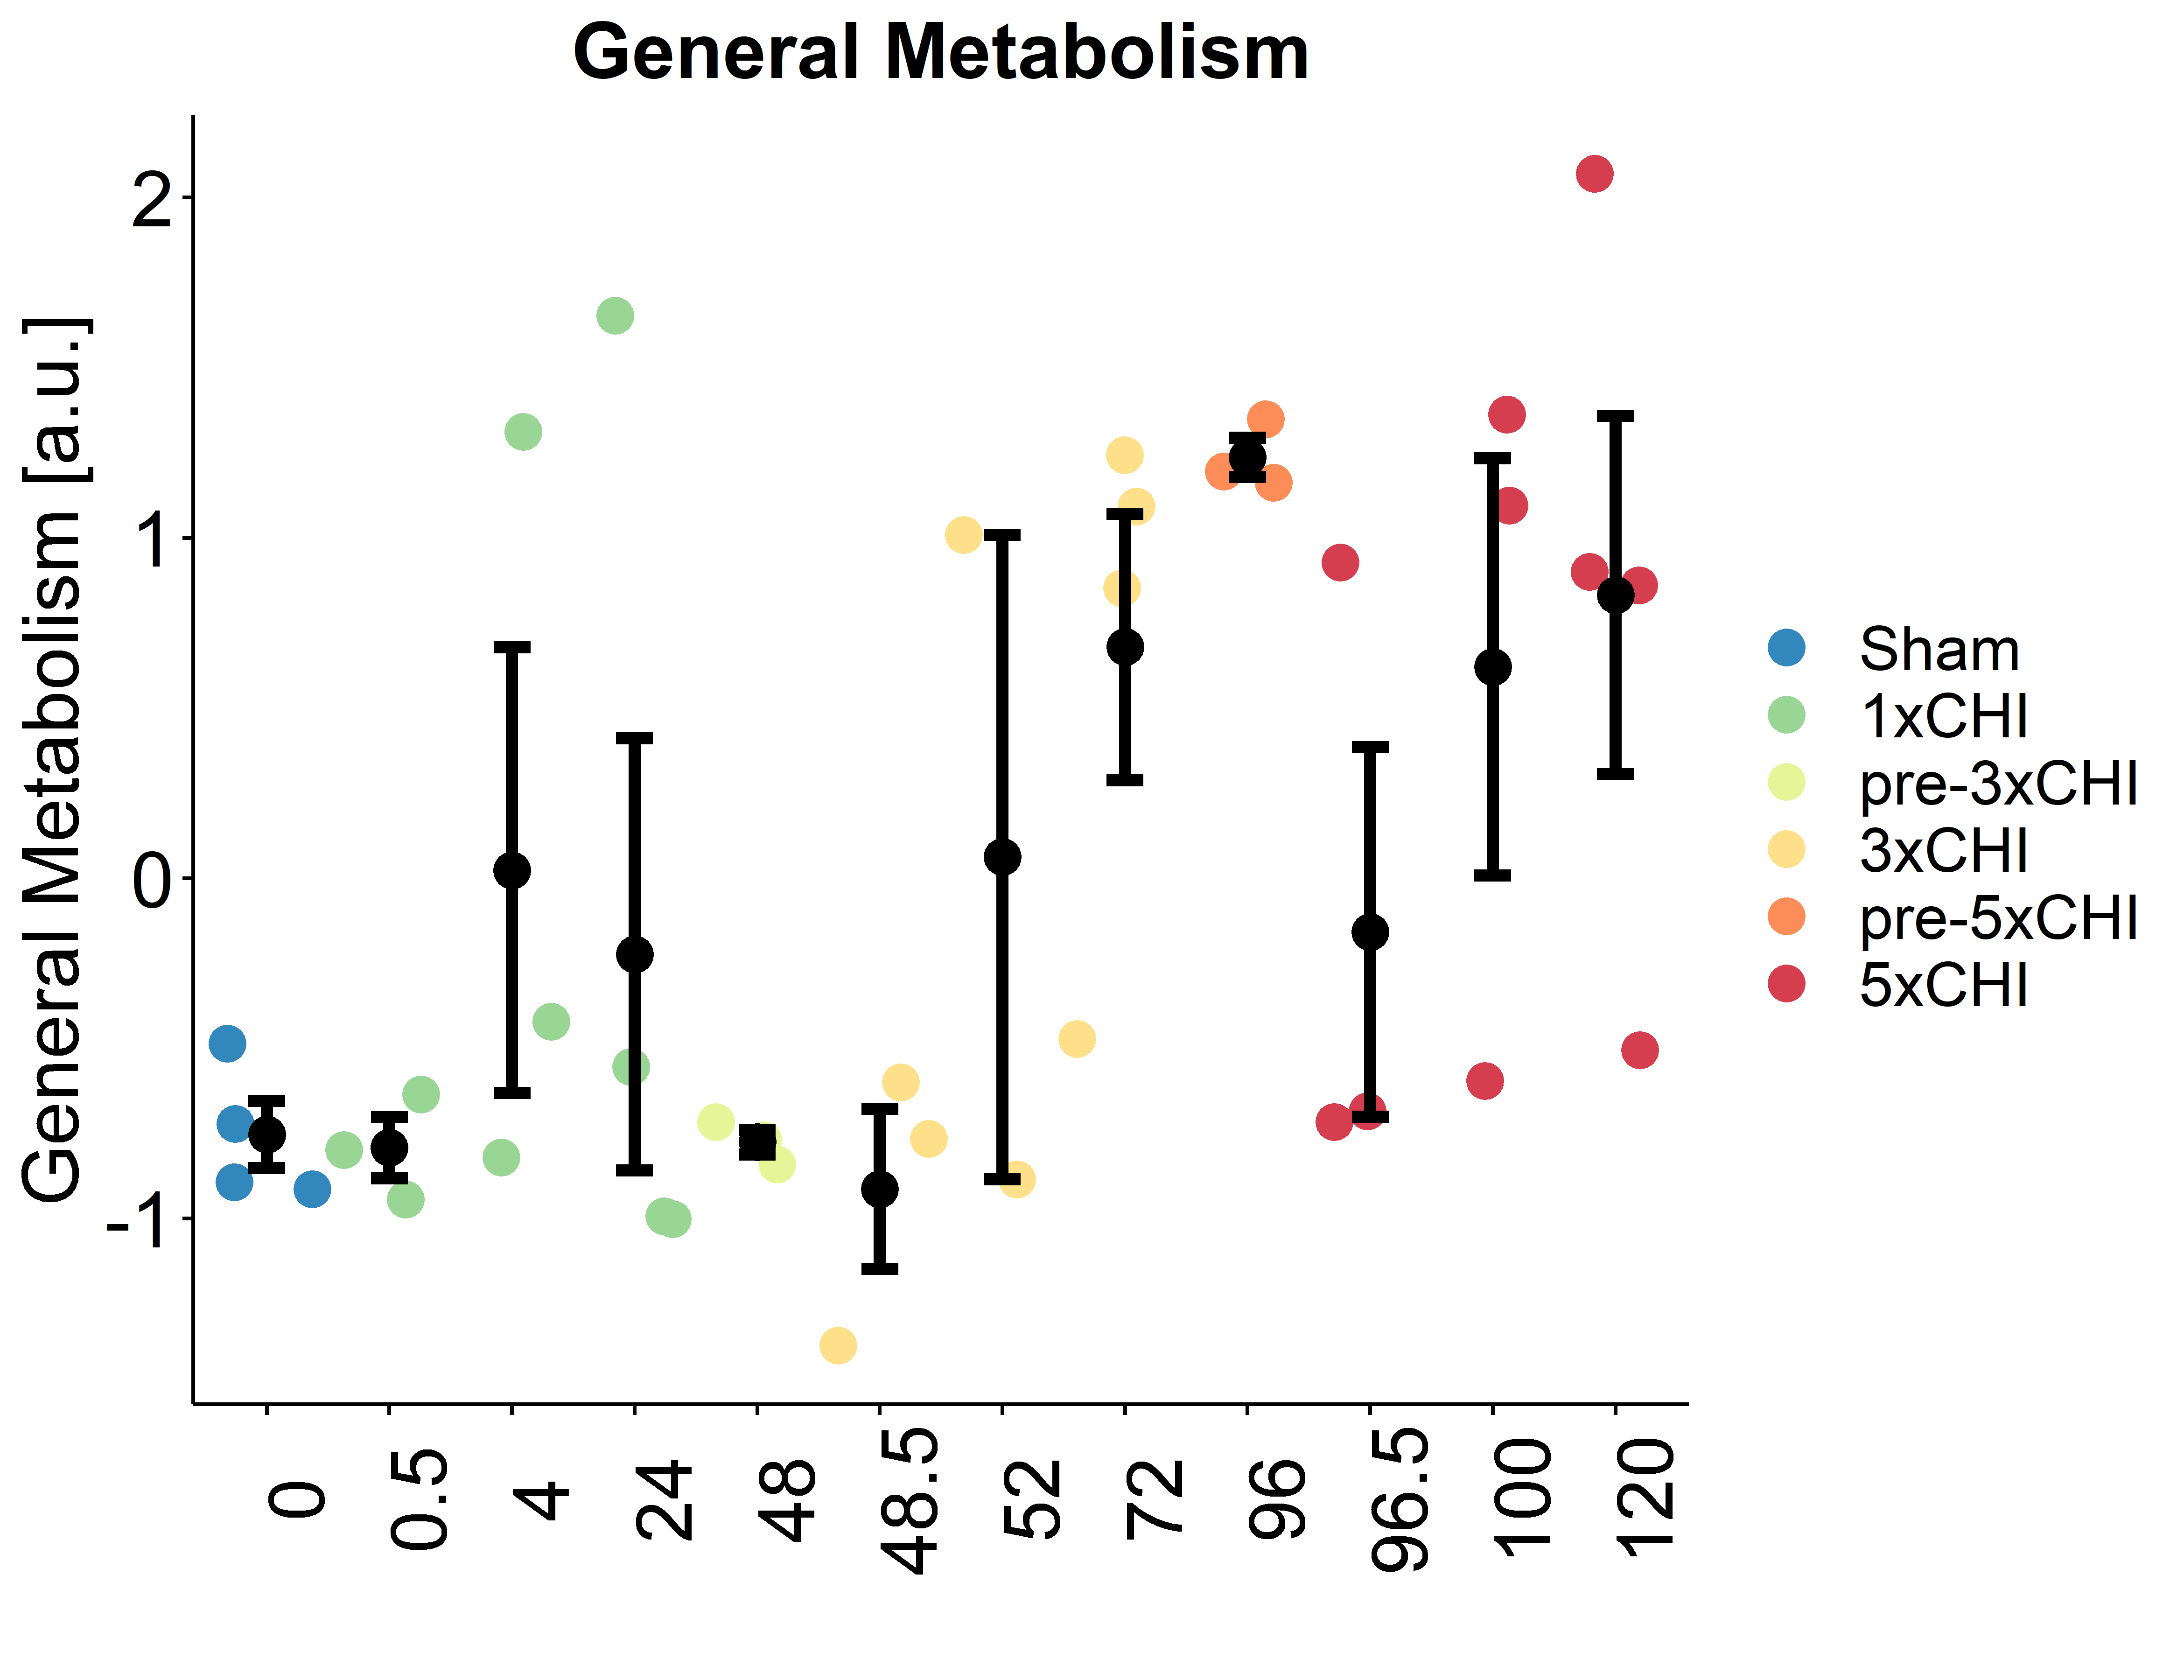 General Metabolism
General Metabolism [a.u.]
2
1
0
-1
0
0.5
4
24
48
48.5
52
72
96
96.5
100
120
Sham
1xCHI
pre-3xCHI
3xCHI
pre-5xCHI
5xCHI